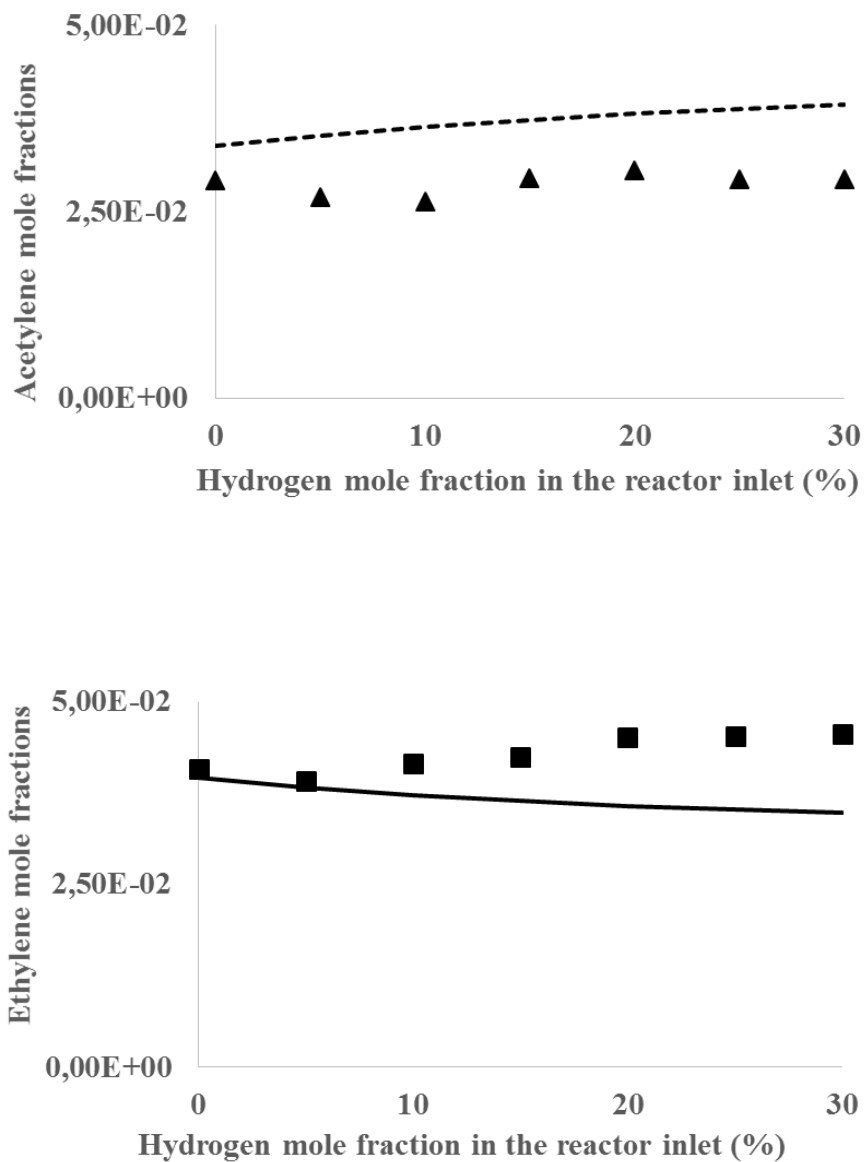 5,00E-02
2,50E-02
0,00E+00
Acetylene mole fractions
0 10 20 30
Hydrogen mole fraction in the reactor inlet (%)
5,00E-02
2,50E-02
0,00E+00
Ethylene mole fractions
0 10 20 30
Hydrogen mole fraction in the reactor inlet (%)